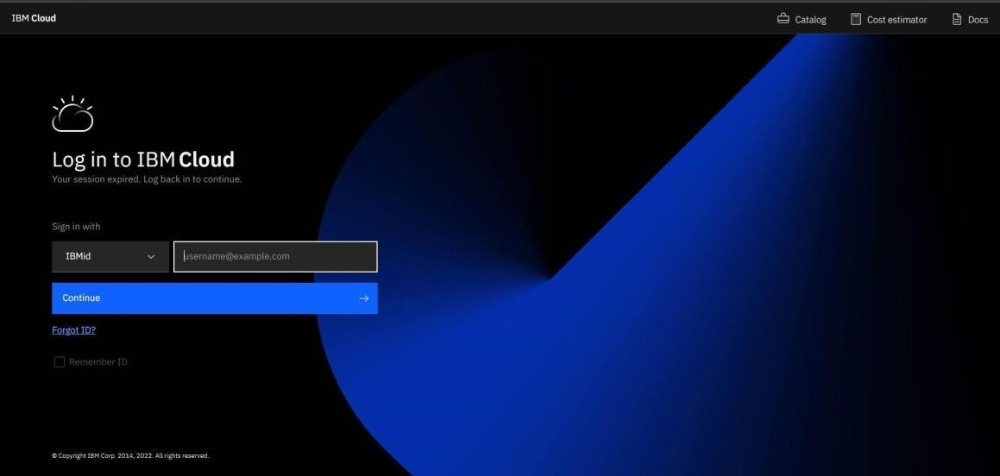 IBM Cloud
Catalog
Cost estimator
Docs
Log in to IBM Cloud
Your session expired. Log back in to continue.
Sign in with
IBMid
username@example.com
Continue
Forgot ID?
Remember ID
© Copyright IBM Corp. 2014, 2022. All rights reserved.